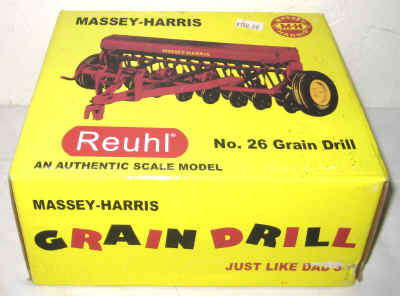 MASSEY-HARRIS
M-H
MASSEY-HARRIS
Reuhl®
No. 26 Grain Drill
AN AUTHENTIC SCALE MODEL
MASSEY-HARRIS
GRAIN DRILL
JUST LIKE DAD'S